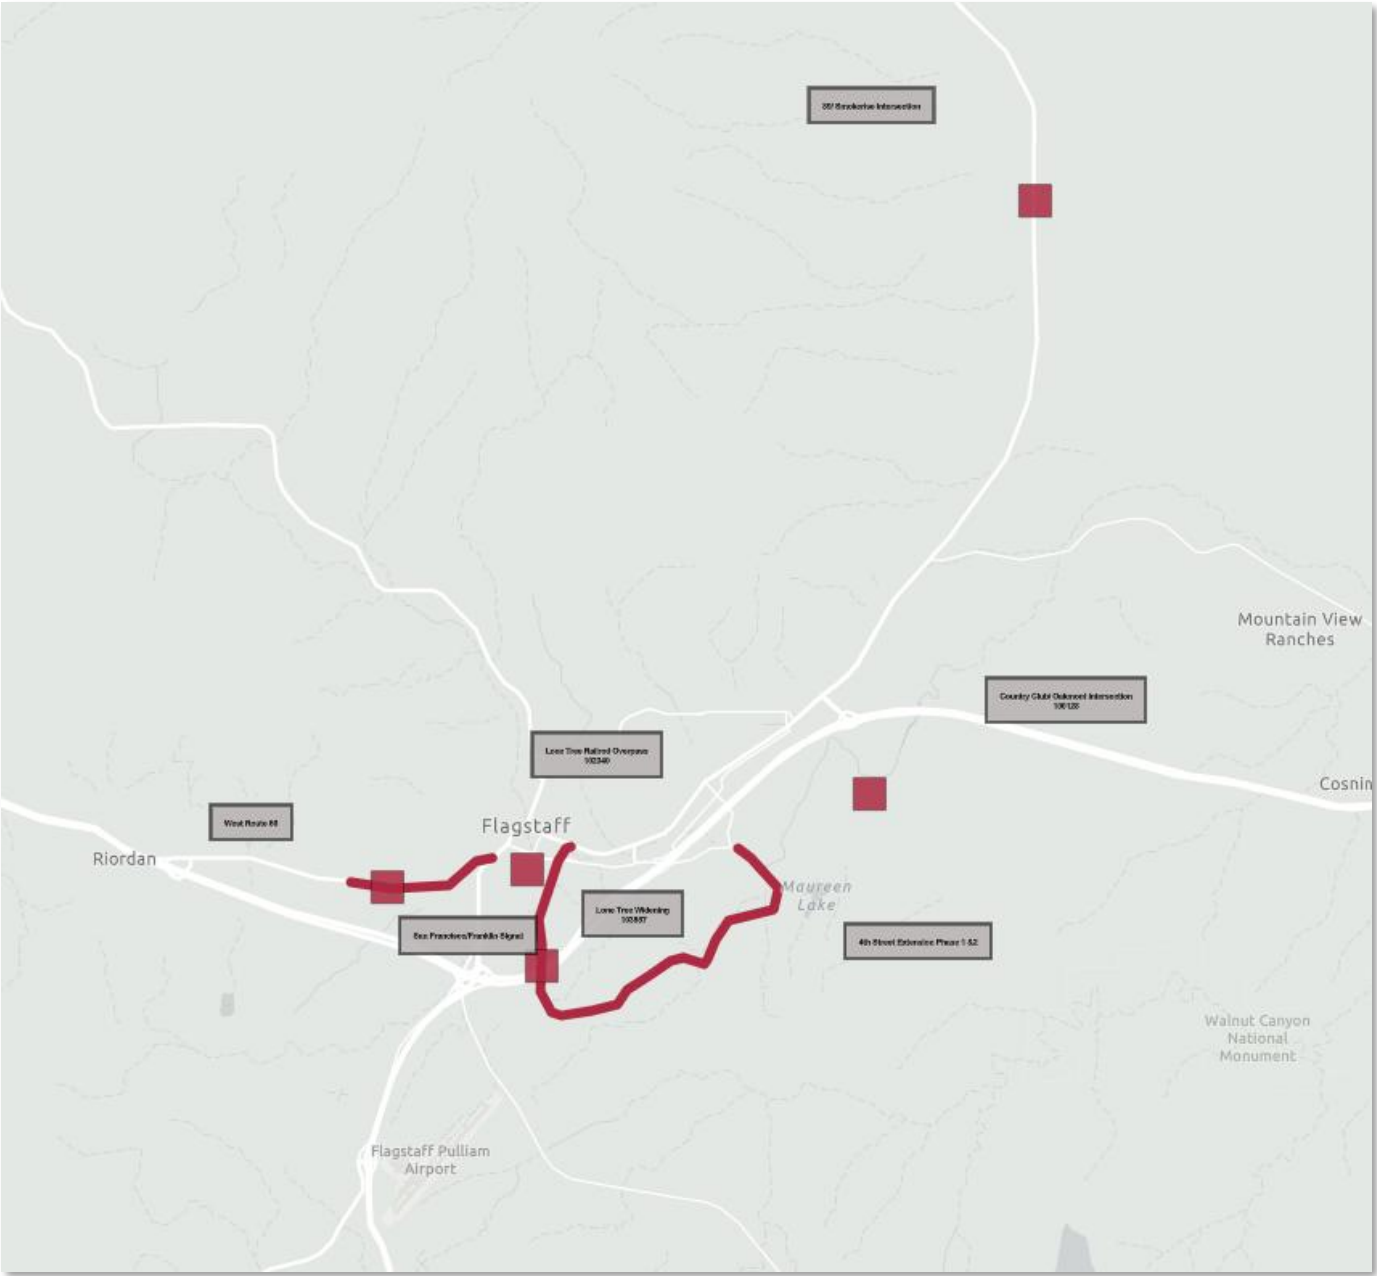 Smokerise Intersection
Mountain View
Ranches
Country Club/ Oakmont Intersection
Lone Tree Railroad Overpass
Cosnin
West Route 66
Flagstaff
Riordan
Maureen
Lake
Lone Tree Widening
San Francisco/Franklin Signal
4th Street Extension Phase 1 &2
Walnut Canyon
National
Monument
Flagstaff Pulliam
Airport